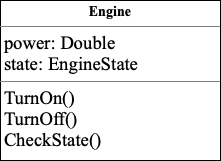 Engine
power: Double
state: EngineState
TurnOn()
TurnOff()
CheckState()